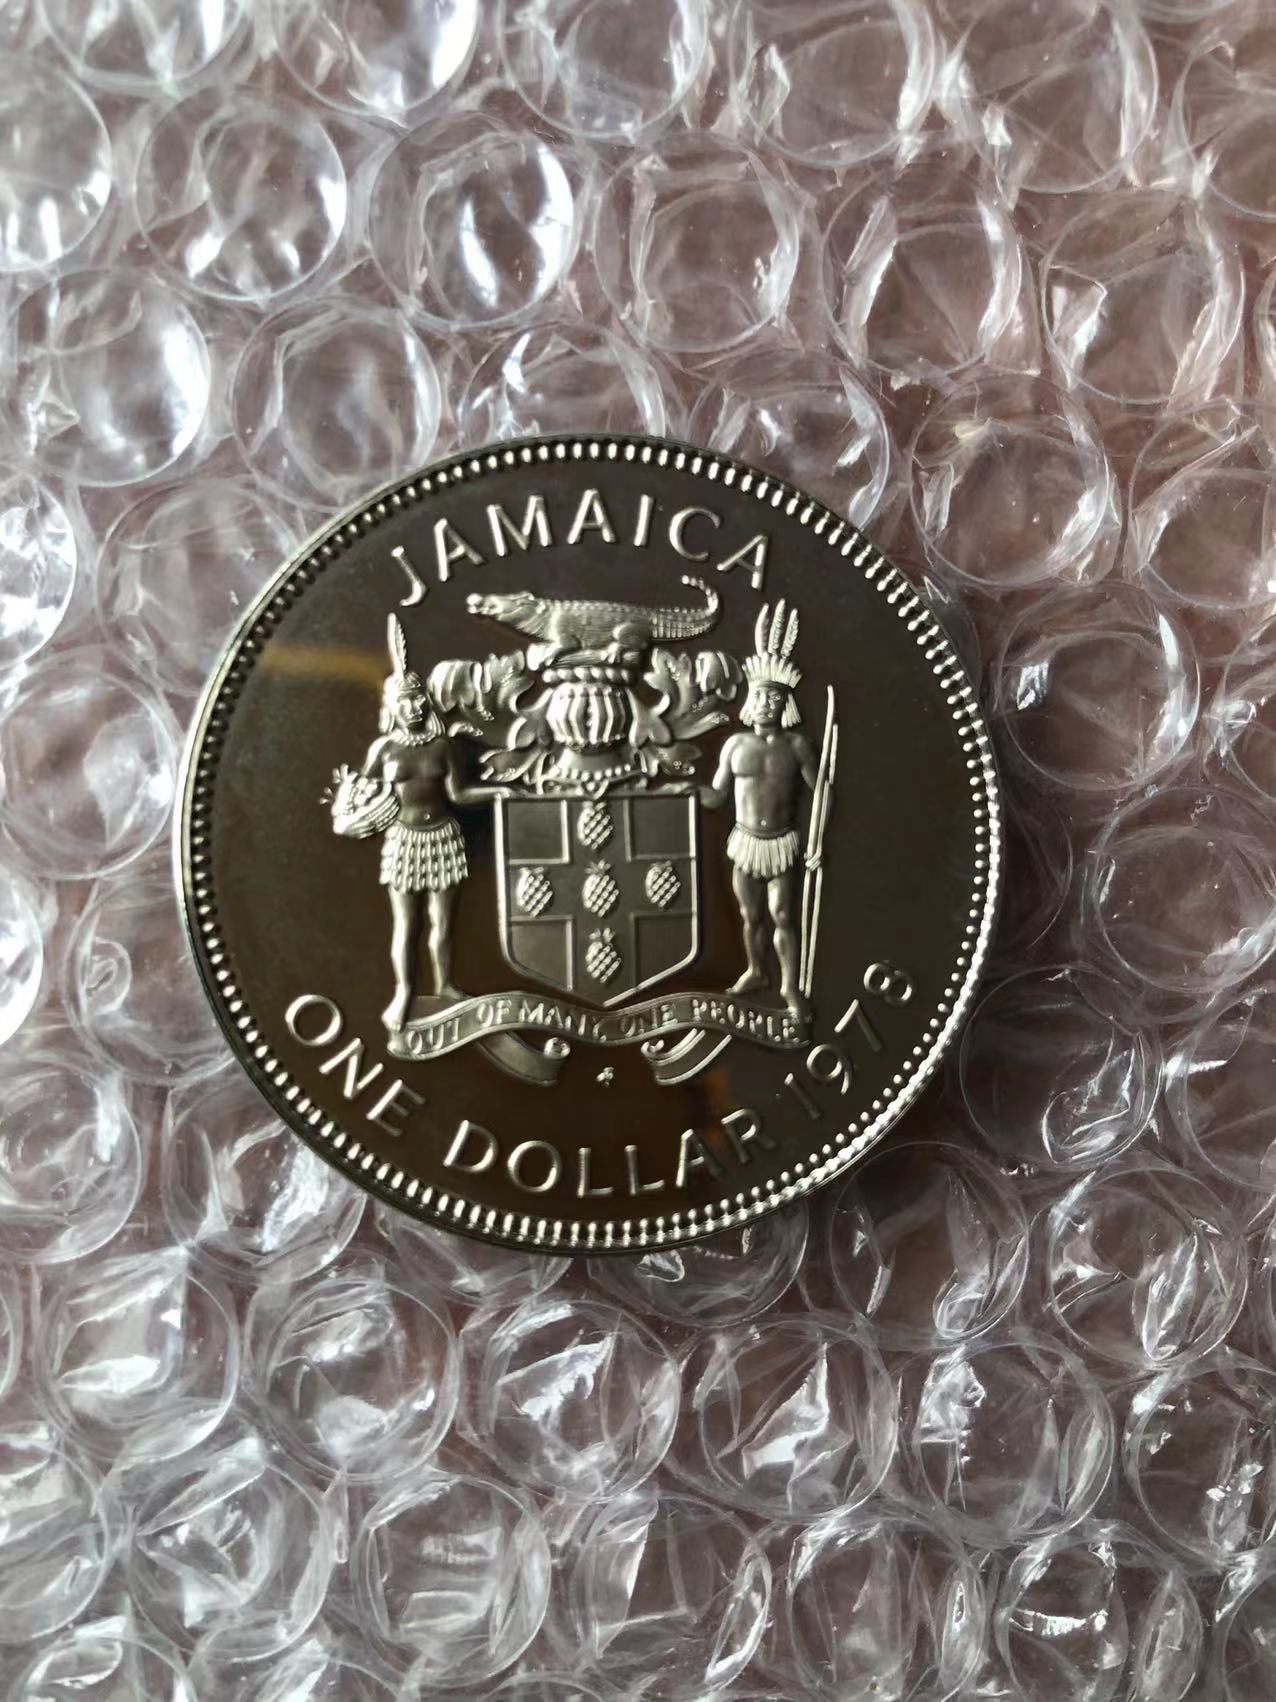 JAMAICA
OUT OF MANY, ONE PEOPLE
ONE DOLLAR 1978